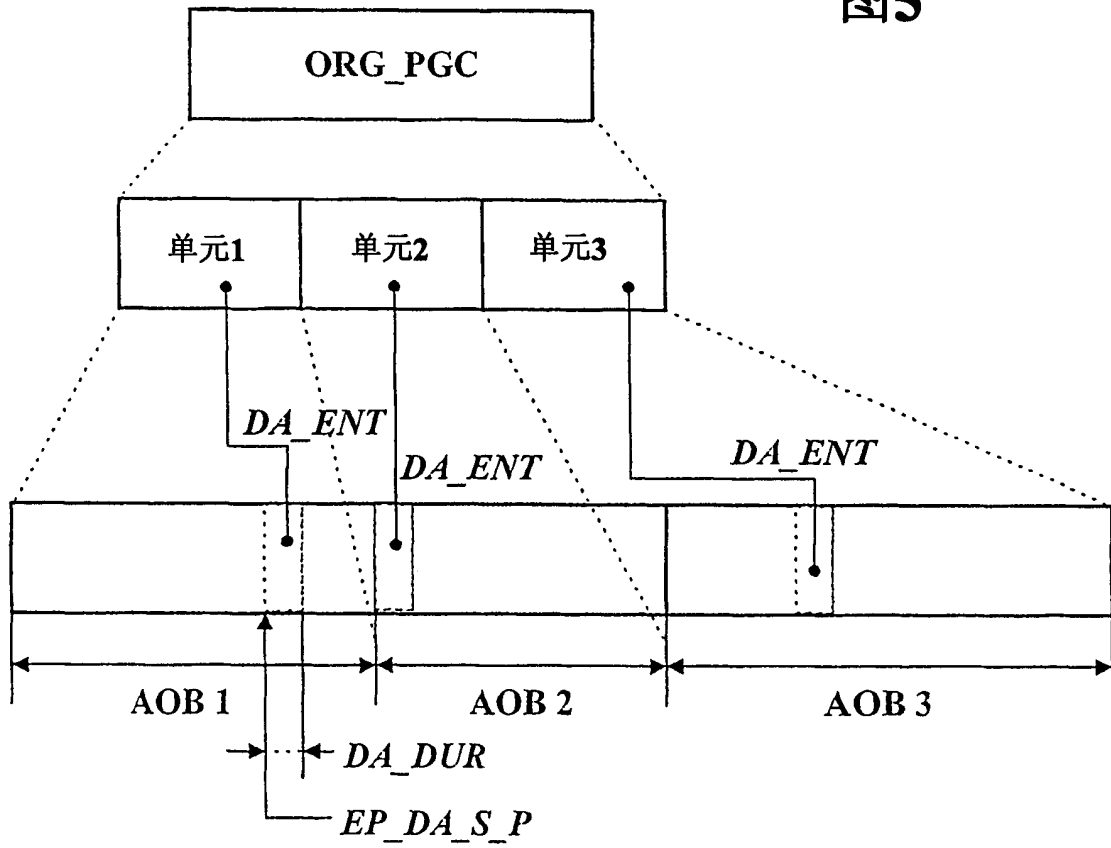 图5
ORG_PGC
单元1
单元2
单元3
DA_ENT
DA_ENT
DA_ENT
AOB 1
AOB 2
AOB 3
DA_DUR
EP_DA_S_P